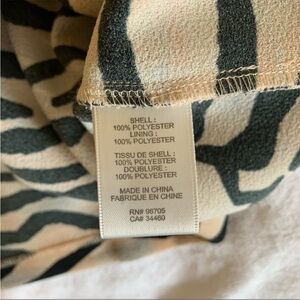 SHELL :
100% POLYESTER
LINING :
100% POLYESTER
TISSU DE SHELL :
100% POLYESTER
DOUBLURE :
100% POLYESTER
MADE IN CHINA
FABRIQUE EN CHINE
RN# 98705
CA# 34460